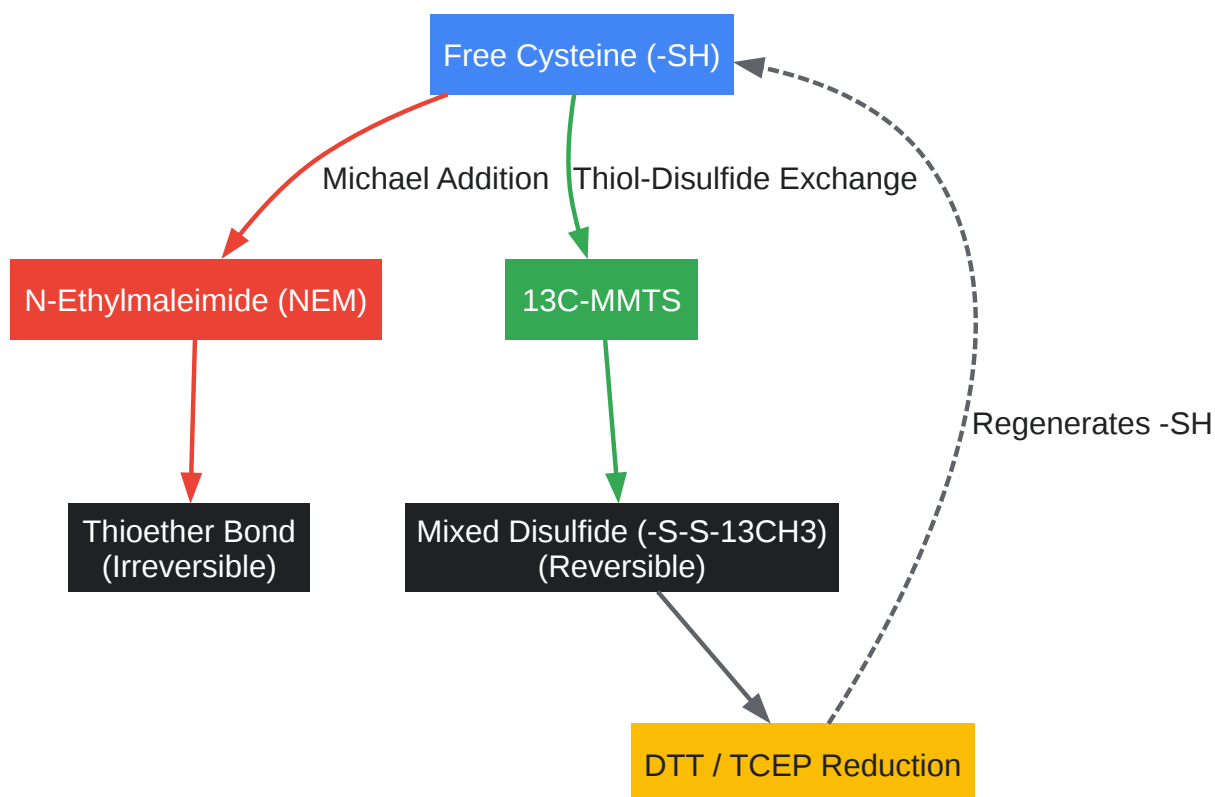 Free Cysteine (-SH)
Michael Addition
Thiol-Disulfide Exchange
N-Ethylmaleimide (NEM)
13C-MMTS
Regenerates -SH
Thioether Bond
(Irreversible)
Mixed Disulfide (-S-S-13CH3)
(Reversible)
DTT / TCEP Reduction